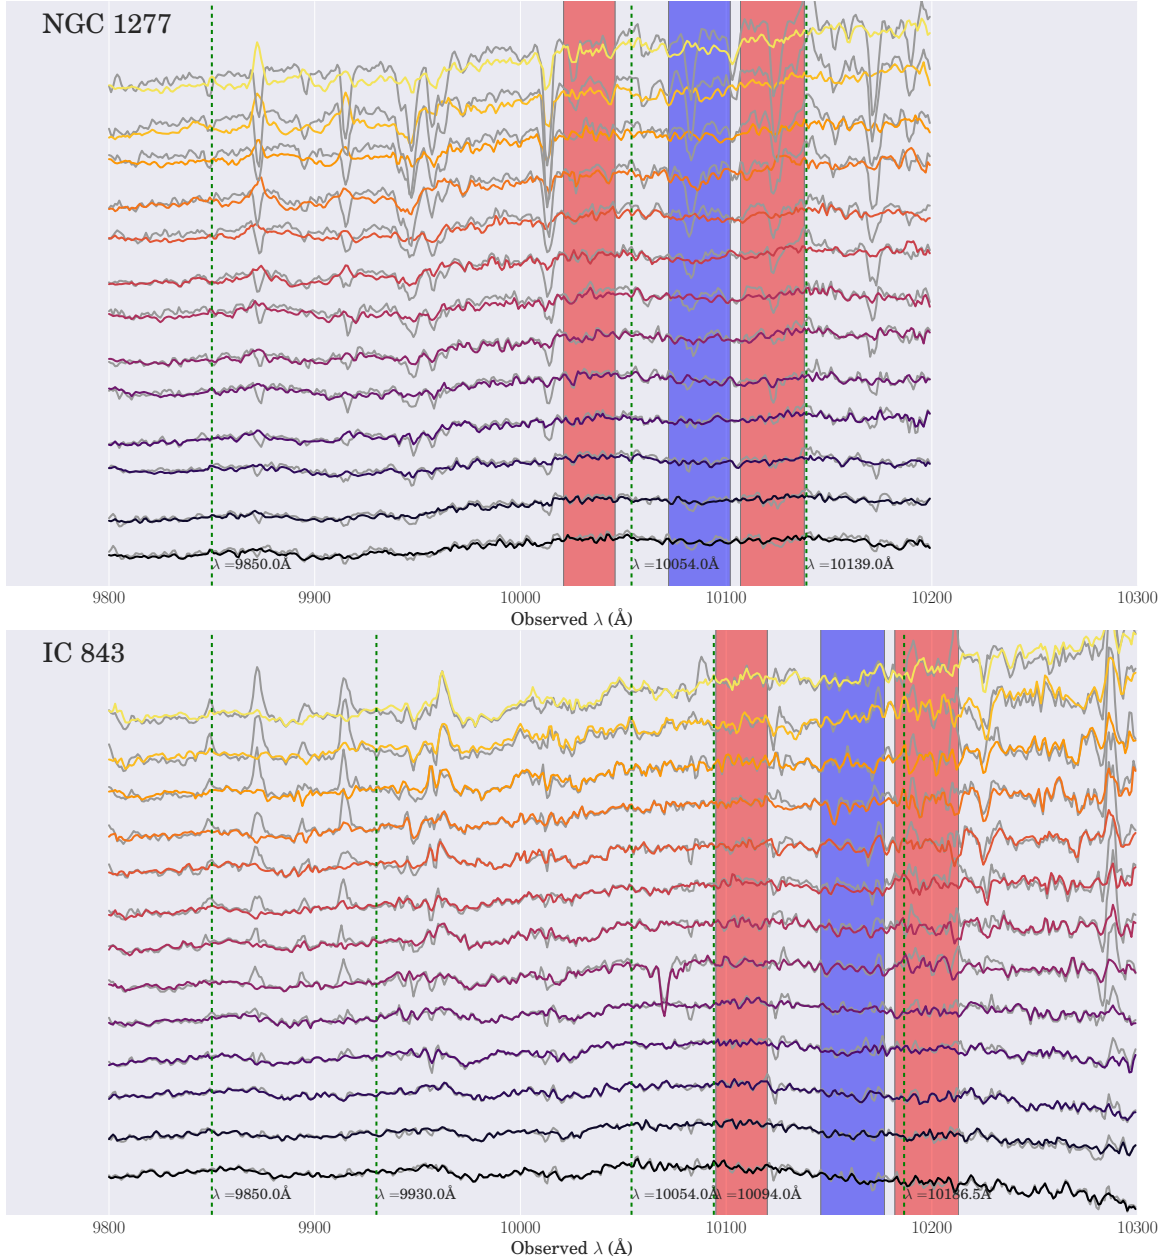 NGC 1277
λ =9850.0Å λ =10054.0Å λ =10139.0Å
9800 9900 10000 10100 10200 10300
Observed λ (Å)
IC 843
λ =9850.0Å λ =9930.0Å λ =10054.0Å λ =10094.0Å λ =10186.5Å
9800 9900 10000 10100 10200 10300
Observed λ (Å)